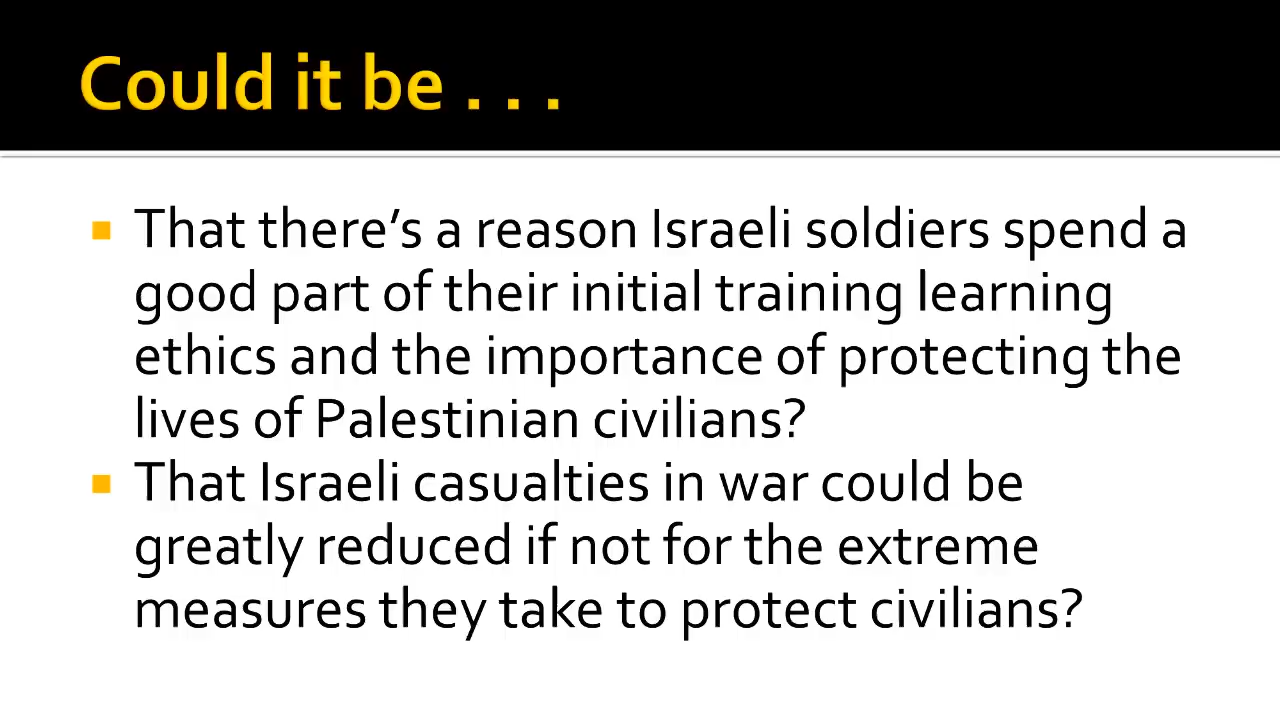 Could it be . . .
That there’s a reason Israeli soldiers spend a
good part of their initial training learning
ethics and the importance of protecting the
lives of Palestinian civilians?
That Israeli casualties in war could be
greatly reduced if not for the extreme
measures they take to protect civilians?